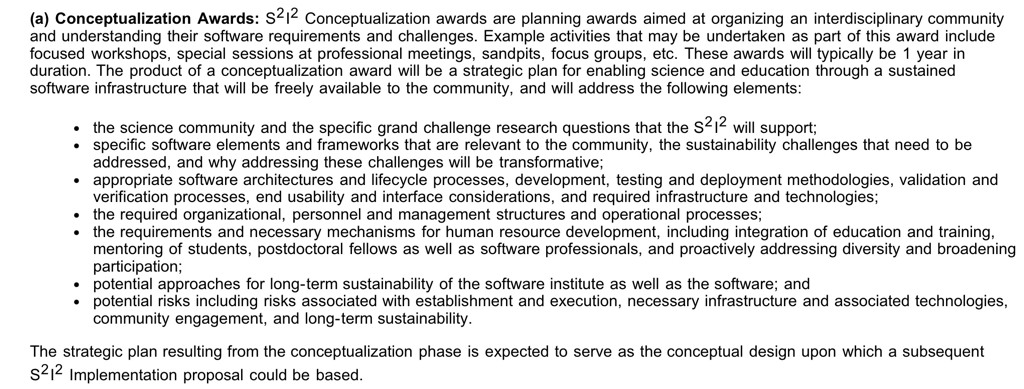 (a) Conceptualization Awards: S²I² Conceptualization awards are planning awards aimed at organizing an interdisciplinary community
and understanding their software requirements and challenges. Example activities that may be undertaken as part of this award include
focused workshops, special sessions at professional meetings, sandpits, focus groups, etc. These awards will typically be 1 year in
duration. The product of a conceptualization award will be a strategic plan for enabling science and education through a sustained
software infrastructure that will be freely available to the community, and will address the following elements:
• the science community and the specific grand challenge research questions that the S²I² will support;
• specific software elements and frameworks that are relevant to the community, the sustainability challenges that need to be
addressed, and why addressing these challenges will be transformative;
• appropriate software architectures and lifecycle processes, development, testing and deployment methodologies, validation and
verification processes, end usability and interface considerations, and required infrastructure and technologies;
• the required organizational, personnel and management structures and operational processes;
• the requirements and necessary mechanisms for human resource development, including integration of education and training,
mentoring of students, postdoctoral fellows as well as software professionals, and proactively addressing diversity and broadening
participation;
• potential approaches for long-term sustainability of the software institute as well as the software; and
• potential risks including risks associated with establishment and execution, necessary infrastructure and associated technologies,
community engagement, and long-term sustainability.
The strategic plan resulting from the conceptualization phase is expected to serve as the conceptual design upon which a subsequent
S²I² Implementation proposal could be based.